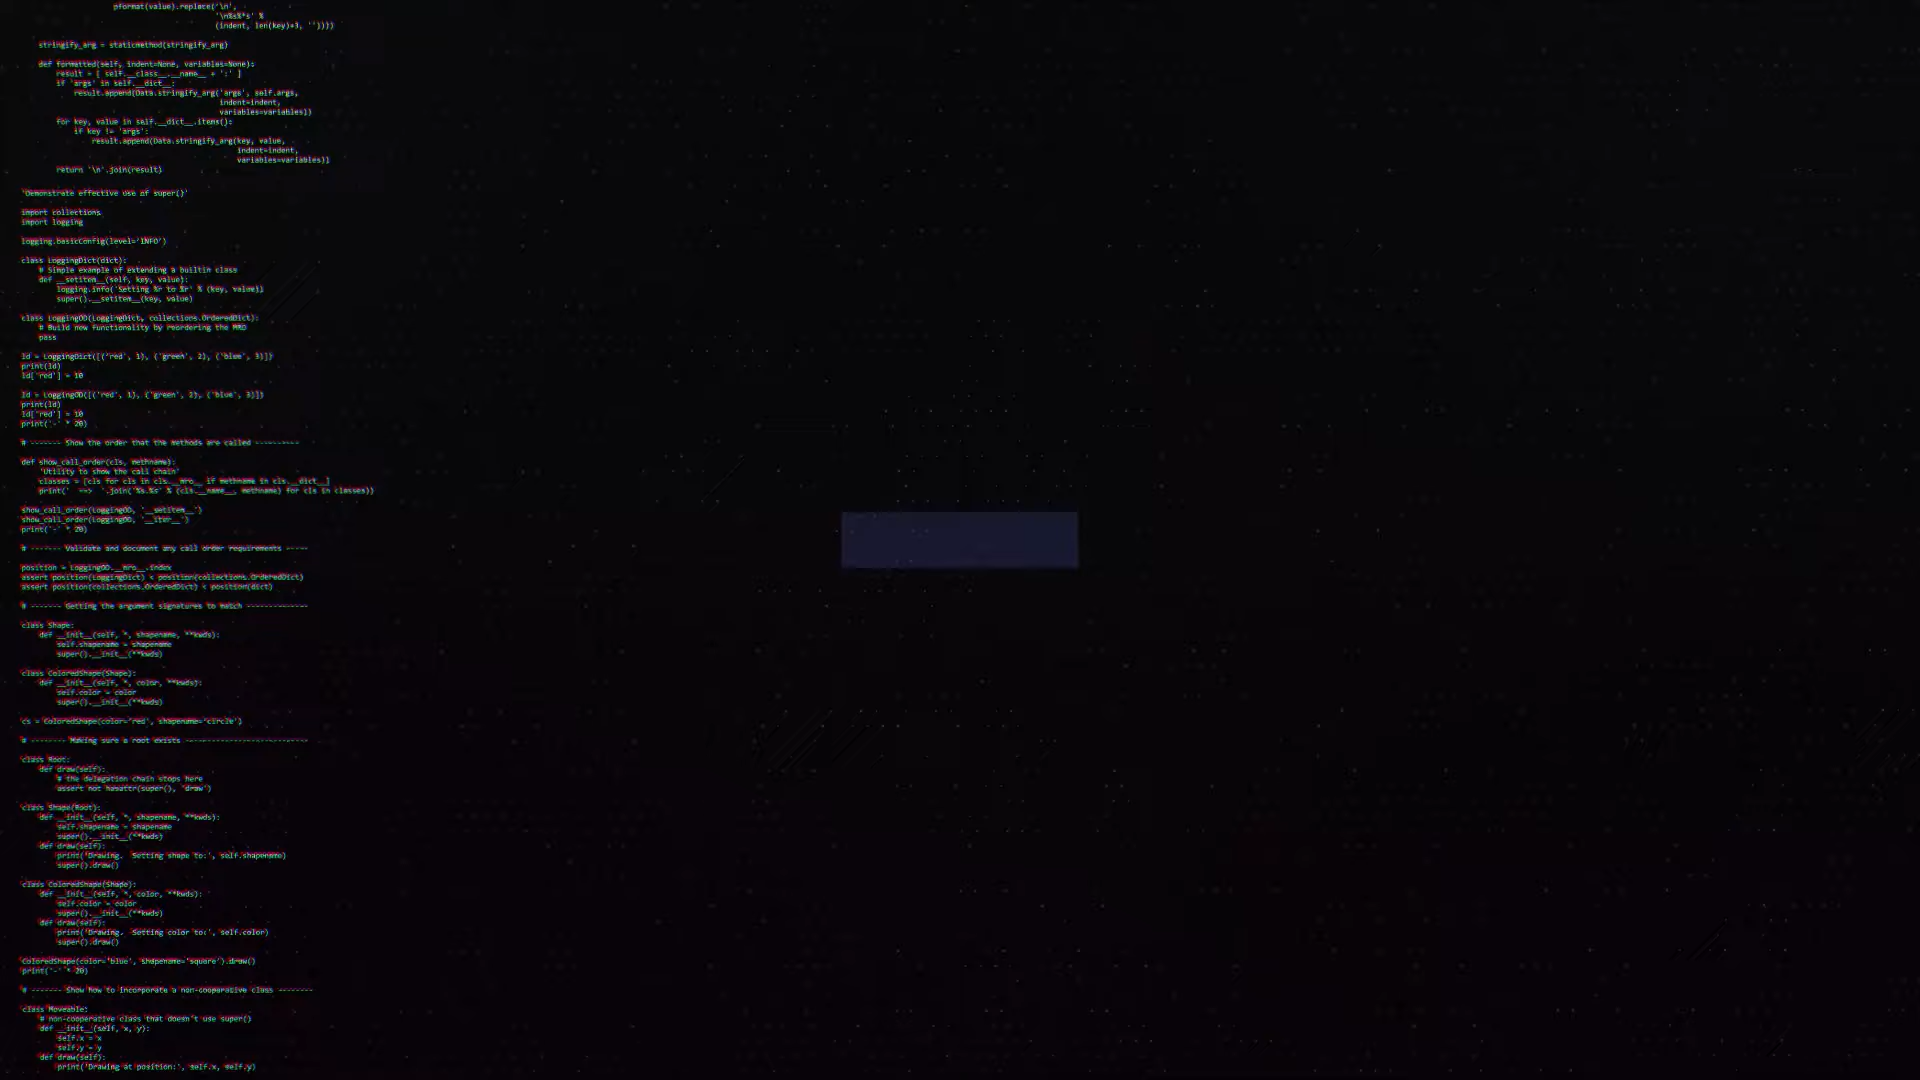 pformat(value).replace('\n',
'\n%s%*s' %
(indent, len(key)+3, ''))))
stringify_arg = staticmethod(stringify_arg)
def formatted(self, indent=None, variables=None):
result = [ self.__class__.__name__ + ':' ]
if 'args' in self.__dict__:
result.append(Data.stringify_arg('args', self.args,
indent=indent,
variables=variables))
for key, value in self.__dict__.items():
if key != 'args':
result.append(Data.stringify_arg(key, value,
indent=indent,
variables=variables))
return '\n'.join(result)
'Demonstrate effective use of super()'
import collections
import logging
logging.basicConfig(level='INFO')
class LoggingDict(dict):
# Simple example of extending a builtin class
def __setitem__(self, key, value):
logging.info('Setting %r to %r' % (key, value))
super().__setitem__(key, value)
class LoggingOD(LoggingDict, collections.OrderedDict):
# Build new functionality by reordering the MRO
pass
ld = LoggingDict([('red', 1), ('green', 2), ('blue', 3)])
print(ld)
ld['red'] = 10
ld = LoggingOD([('red', 1), ('green', 2), ('blue', 3)])
print(ld)
ld['red'] = 10
print('-' * 20)
# ------- Show the order that the methods are called ----------
def show_call_order(cls, methname):
'Utility to show the call chain'
classes = [cls for cls in cls.__mro__ if methname in cls.__dict__]
print('  ==>  '.join('%s.%s' % (cls.__name__, methname) for cls in classes))
show_call_order(LoggingOD, '__setitem__')
show_call_order(LoggingOD, '__iter__')
print('-' * 20)
# ------- Validate and document any call order requirements -----
position = LoggingOD.__mro__.index
assert position(LoggingDict) < position(collections.OrderedDict)
assert position(collections.OrderedDict) < position(dict)
# ------- Getting the argument signatures to match --------------
class Shape:
def __init__(self, *, shapename, **kwds):
self.shapename = shapename
super().__init__(**kwds)
class ColoredShape(Shape):
def __init__(self, *, color, **kwds):
self.color = color
super().__init__(**kwds)
cs = ColoredShape(color='red', shapename='circle')
# -------- Making sure a root exists ----------------------------
class Root:
def draw(self):
# the delegation chain stops here
assert not hasattr(super(), 'draw')
class Shape(Root):
def __init__(self, *, shapename, **kwds):
self.shapename = shapename
super().__init__(**kwds)
def draw(self):
print('Drawing.  Setting shape to:', self.shapename)
super().draw()
class ColoredShape(Shape):
def __init__(self, *, color, **kwds):
self.color = color
super().__init__(**kwds)
def draw(self):
print('Drawing.  Setting color to:', self.color)
super().draw()
ColoredShape(color='blue', shapename='square').draw()
print('-' * 20)
# ------- Show how to incorporate a non-cooperative class --------
class Moveable:
# non-cooperative class that doesn't use super()
def __init__(self, x, y):
self.x = x
self.y = y
def draw(self):
print('Drawing at position:', self.x, self.y)